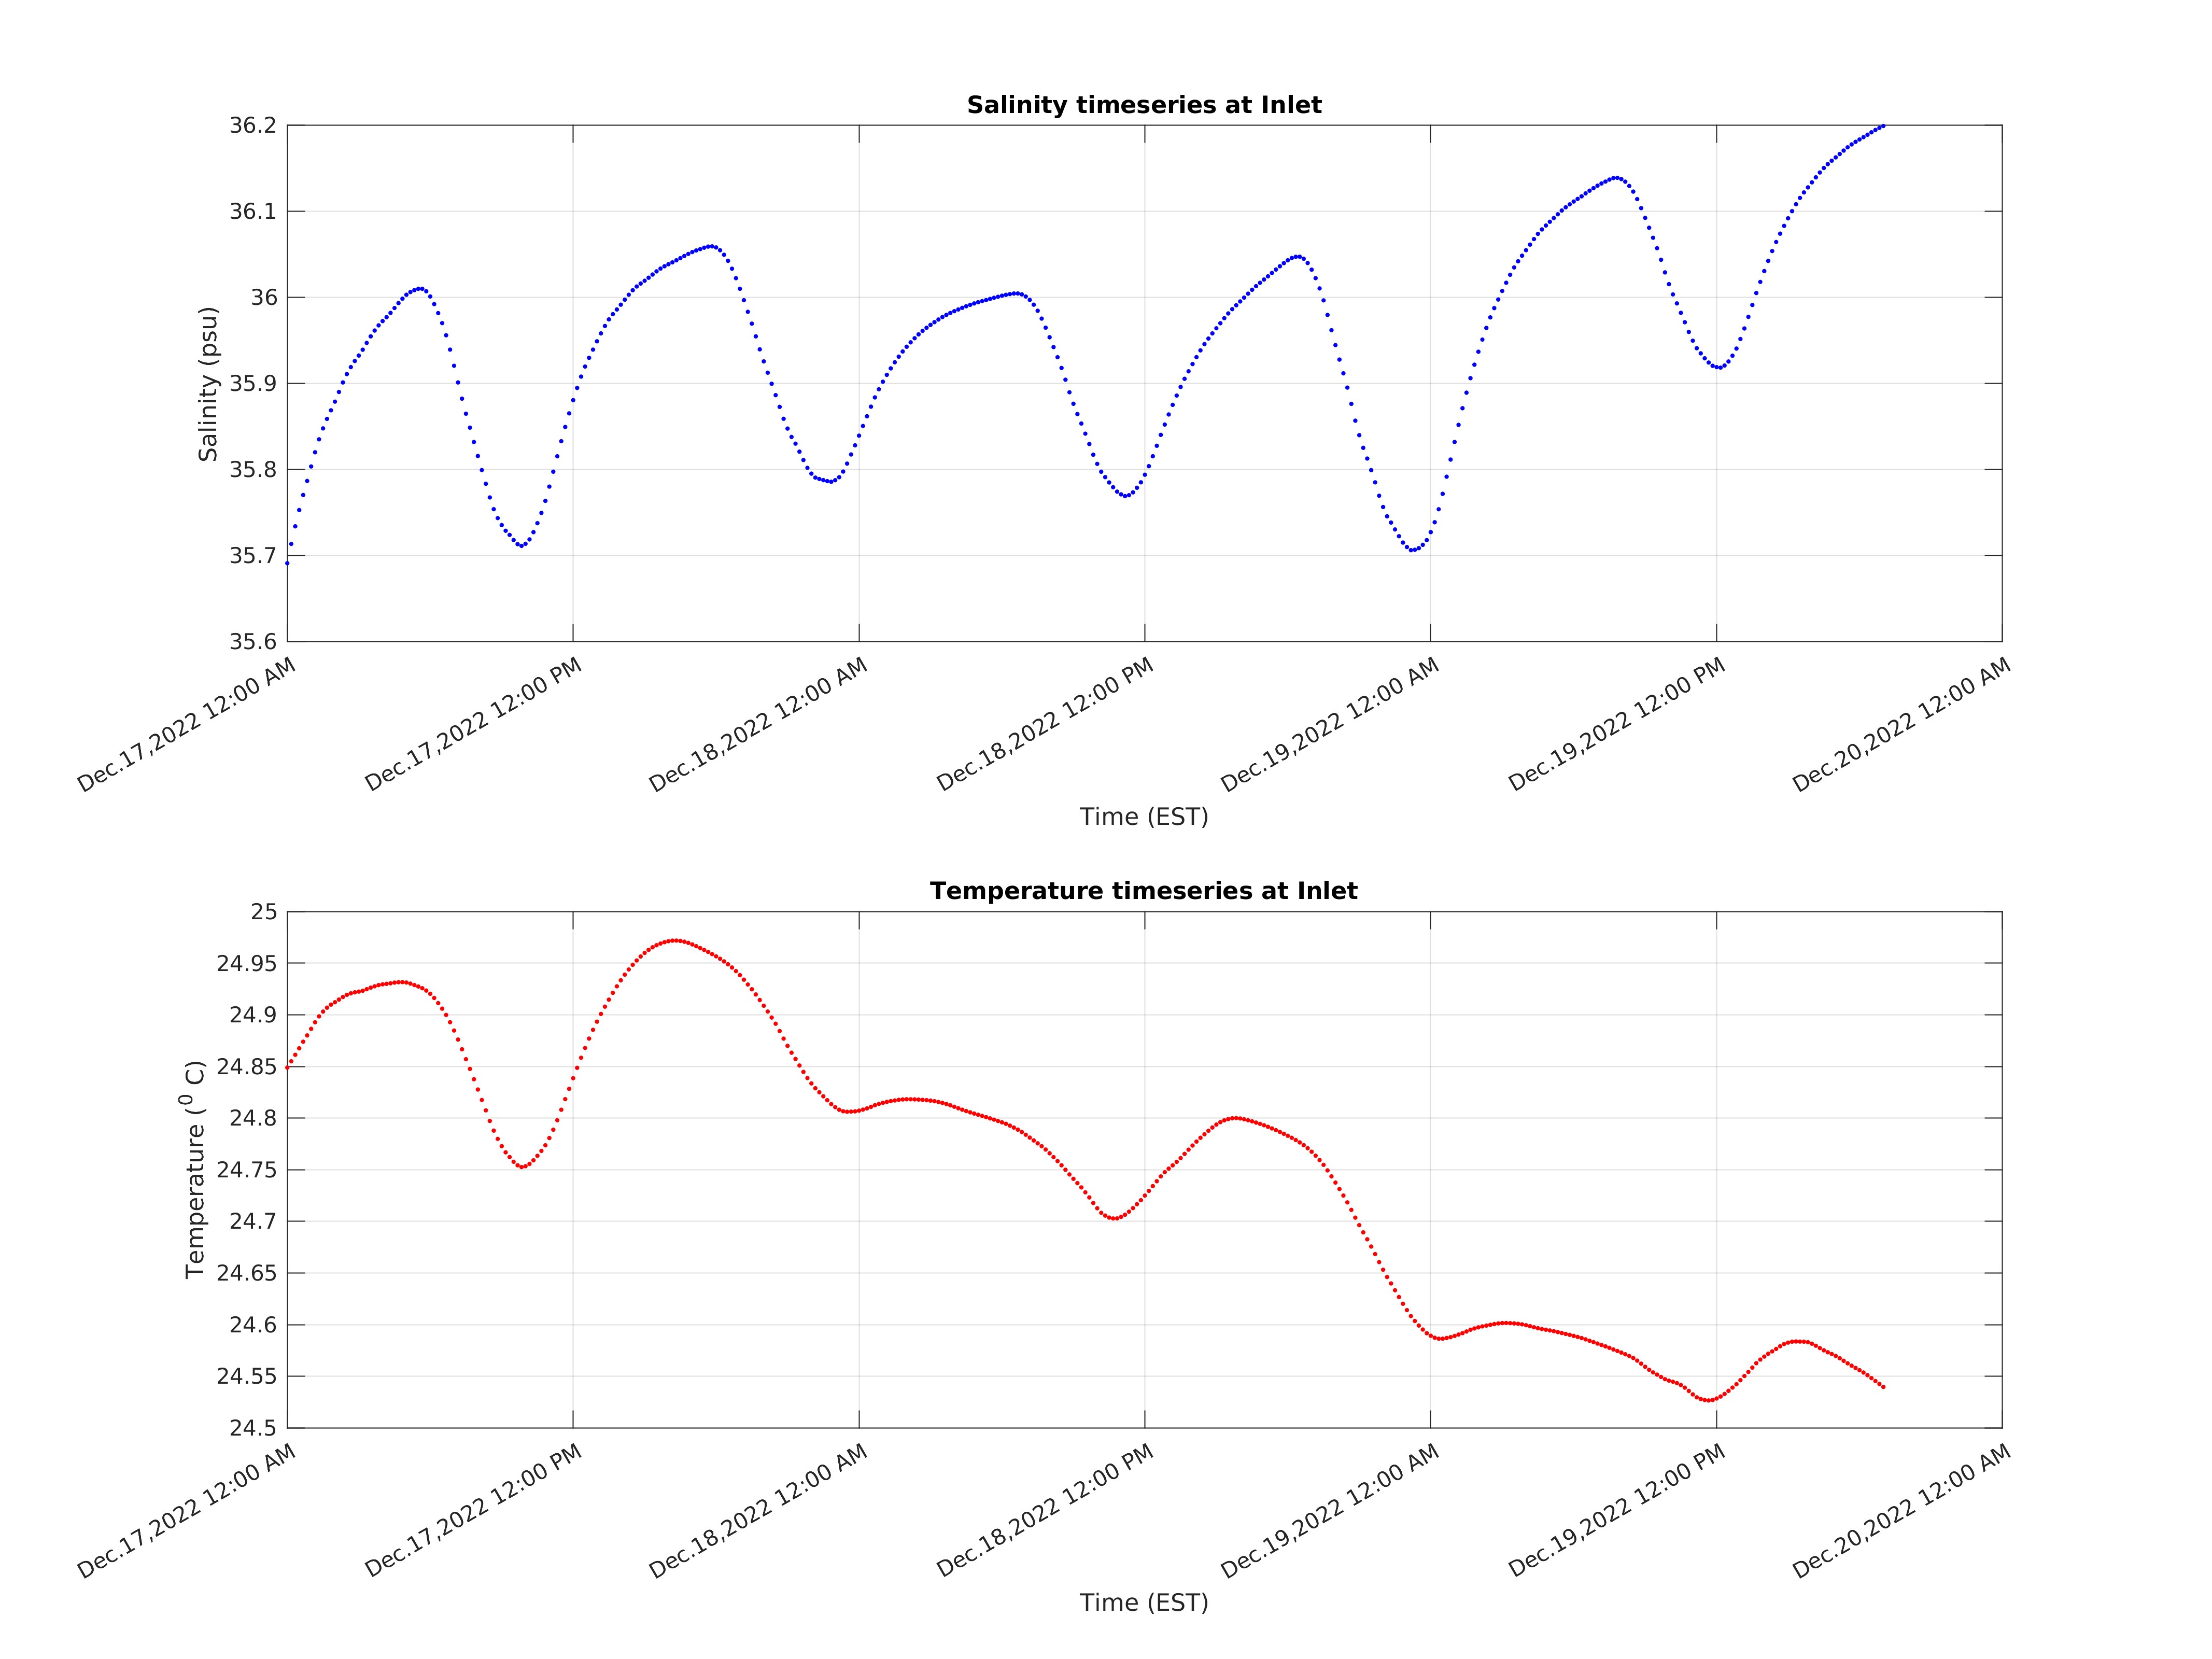 Salinity timeseries at Inlet
Salinity (psu)
36.2
36.1
36
35.9
35.8
35.7
35.6
Dec.17,2022 12:00 AM
Dec.17,2022 12:00 PM
Dec.18,2022 12:00 AM
Dec.18,2022 12:00 PM
Dec.19,2022 12:00 AM
Dec.19,2022 12:00 PM
Dec.20,2022 12:00 AM
Time (EST)
Temperature timeseries at Inlet
Temperature (⁰ C)
25
24.95
24.9
24.85
24.8
24.75
24.7
24.65
24.6
24.55
24.5
Dec.17,2022 12:00 AM
Dec.17,2022 12:00 PM
Dec.18,2022 12:00 AM
Dec.18,2022 12:00 PM
Dec.19,2022 12:00 AM
Dec.19,2022 12:00 PM
Dec.20,2022 12:00 AM
Time (EST)